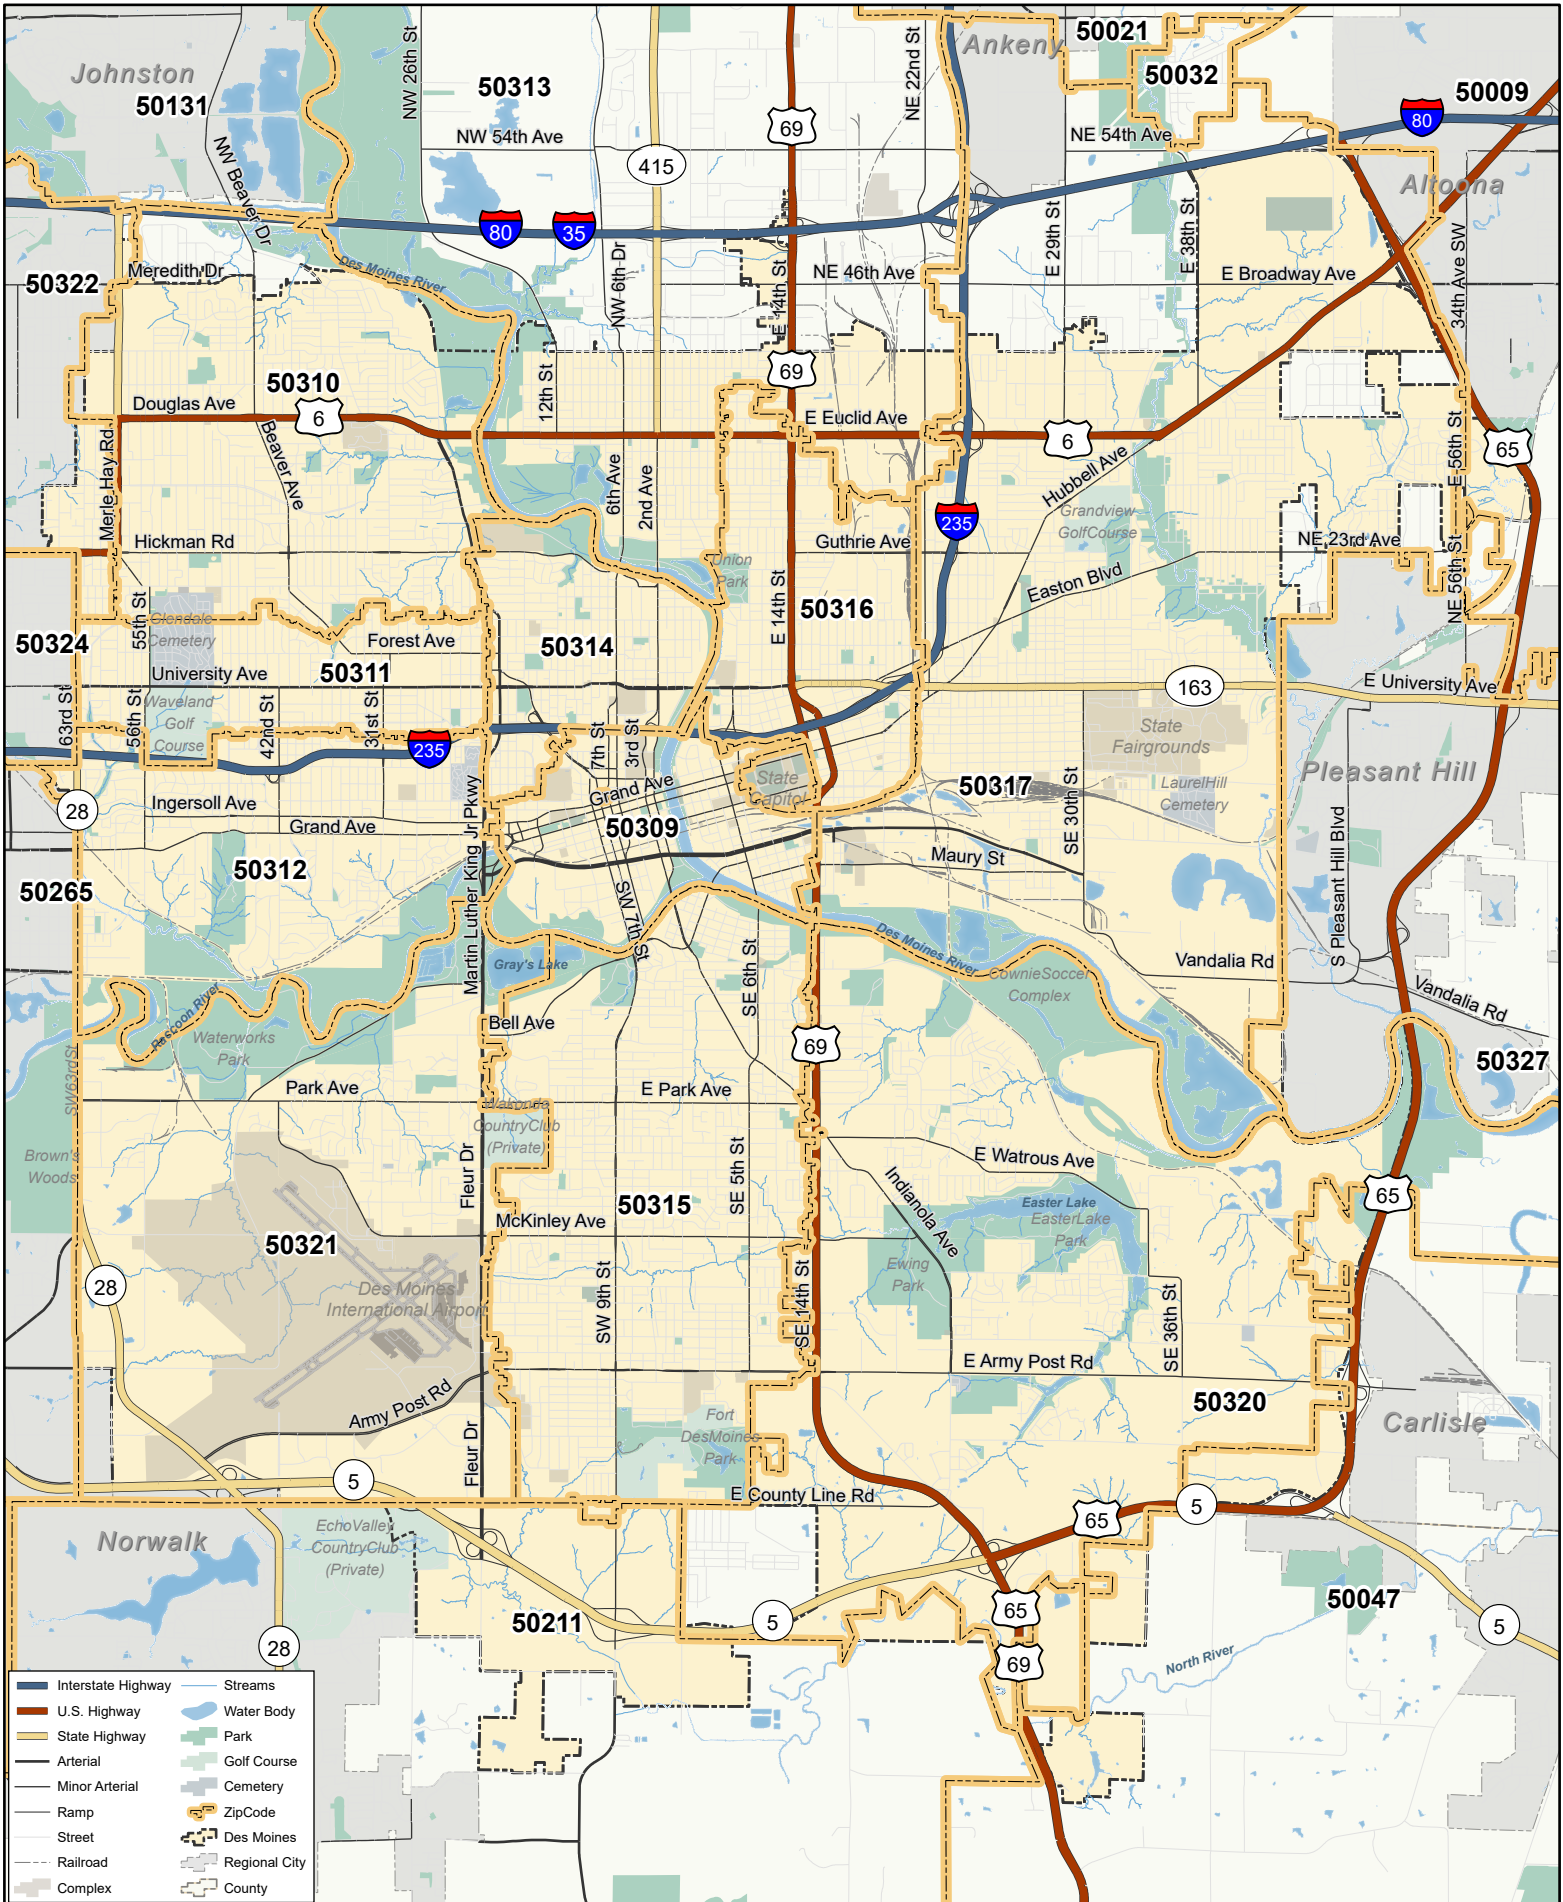 Johnston
50131
NW 26th St
50313
NW 54th Ave
415
69
NE 22nd St
Ankeny
50021
50032
NE 54th Ave
80
50009
Altoona
NW Beaver Dr
80
35
50322
Meredith Dr
Des Moines River
NW 6th Dr
E 14th St
NE 46th Ave
E 29th St
E 38th St
E Broadway Ave
34th Ave SW
50310
Douglas Ave
6
12th St
69
E Euclid Ave
6
65
Merle Hay Rd
Beaver Ave
6th Ave
2nd Ave
Hubbell Ave
Grandview
GolfCourse
E 56th St
Hickman Rd
235
Guthrie Ave
NE 23rd Ave
Union
Park
Easton Blvd
NE 56th St
55th St
Glendale
Cemetery
E 14th St
50316
50324
Forest Ave
50314
50311
University Ave
163
E University Ave
63rd St
56th St
Waveland
Golf
Course
42nd St
31st St
235
7th St
3rd St
State
Fairgrounds
Pleasant Hill
Grand Ave
State
Capitol
50317
SE 30th St
LaurelHill
Cemetery
28
Ingersoll Ave
Grand Ave
Martin Luther King Jr Pkwy
50309
Maury St
S Pleasant Hill Blvd
50312
50265
SW 7th St
Gray's Lake
SE 6th St
Des Moines River
CownieSoccer
Complex
Vandalia Rd
Vandalia Rd
Raccoon River
Waterworks
Park
Bell Ave
69
50327
SW63rdSt
Park Ave
E Park Ave
Wakonda
CountryClub
(Private)
Brown's
Woods
Fleur Dr
SE 5th St
E Watrous Ave
Indianola Ave
Easter Lake
EasterLake
Park
65
50315
McKinley Ave
50321
Ewing
Park
28
Des Moines
International Airport
SW 9th St
SE 14th St
SE 36th St
E Army Post Rd
50320
Army Post Rd
Fleur Dr
Fort
DesMoines
Park
Carlisle
5
E County Line Rd
65
5
Norwalk
EchoValley
CountryClub
(Private)
50211
5
65
50047
5
28
69
North River
Interstate Highway
U.S. Highway
State Highway
Arterial
Minor Arterial
Ramp
Street
Railroad
Complex
Streams
Water Body
Park
Golf Course
Cemetery
ZipCode
Des Moines
Regional City
County